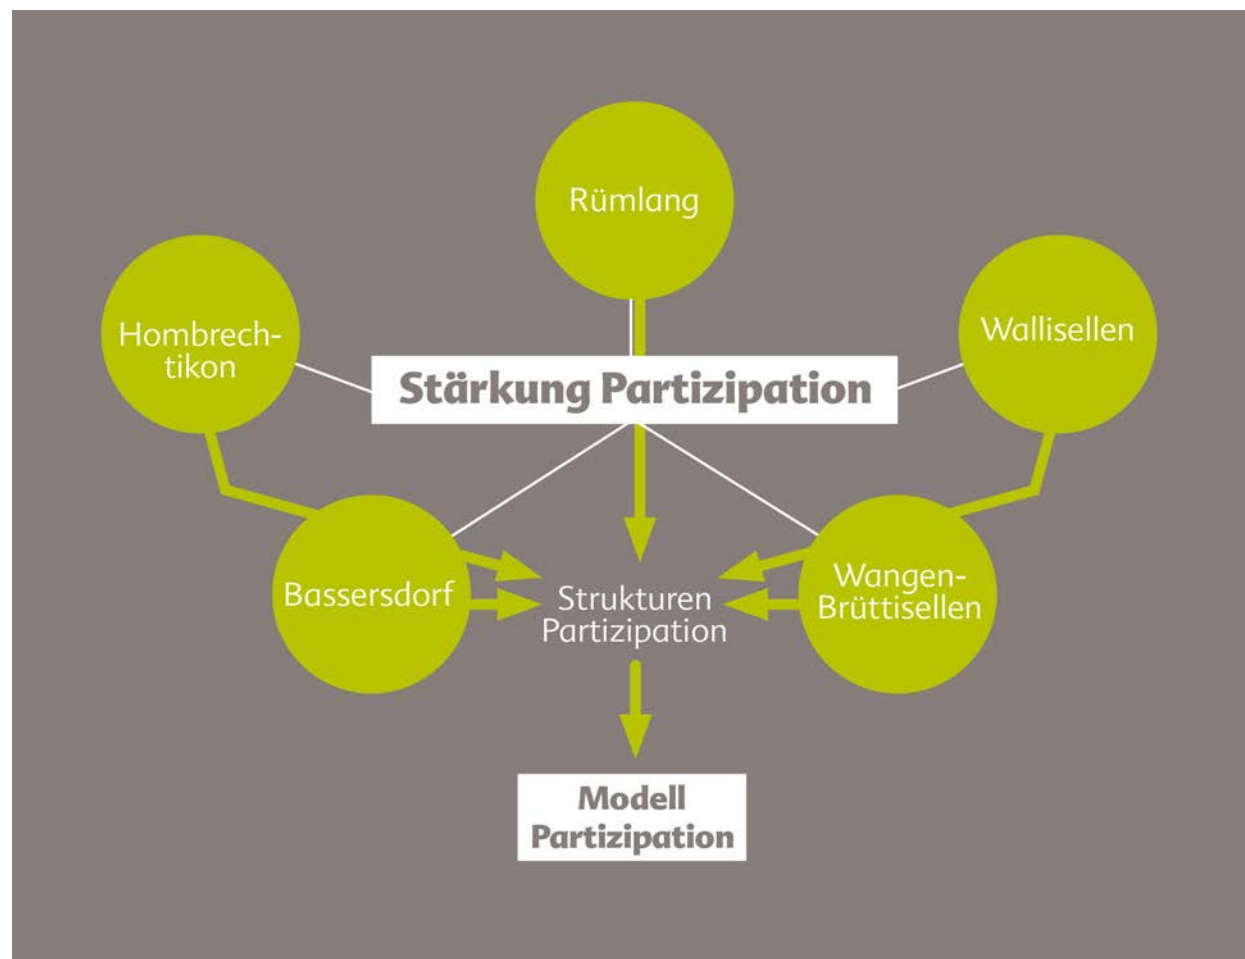 Rümlang
Hombrech-
tikon
Wallisellen
Stärkung Partizipation
Bassersdorf
Strukturen
Partizipation
Wangen-
Brüttisellen
Modell
Partizipation